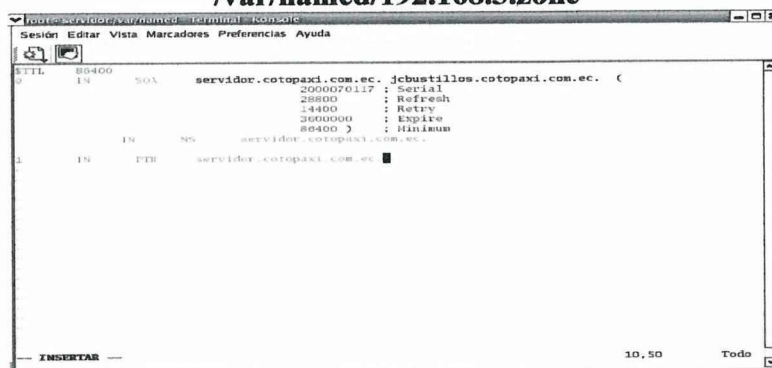 /var/named/192.168.3.zone
root@servidor:/var/named - Terminal - Konsole
Sesión Editar Vista Marcadores Preferencias Ayuda
$TTL 86400
@ IN SOA servidor.cotopaxi.com.ec. jcbustillos.cotopaxi.com.ec. (
2000070117 ; Serial
28800 ; Refresh
14400 ; Retry
3600000 ; Expire
86400 ) ; Minimum
IN NS servidor.cotopaxi.com.ec.
1 IN PTR servidor.cotopaxi.com.ec.
-- INSERTAR --
10,50 Todo